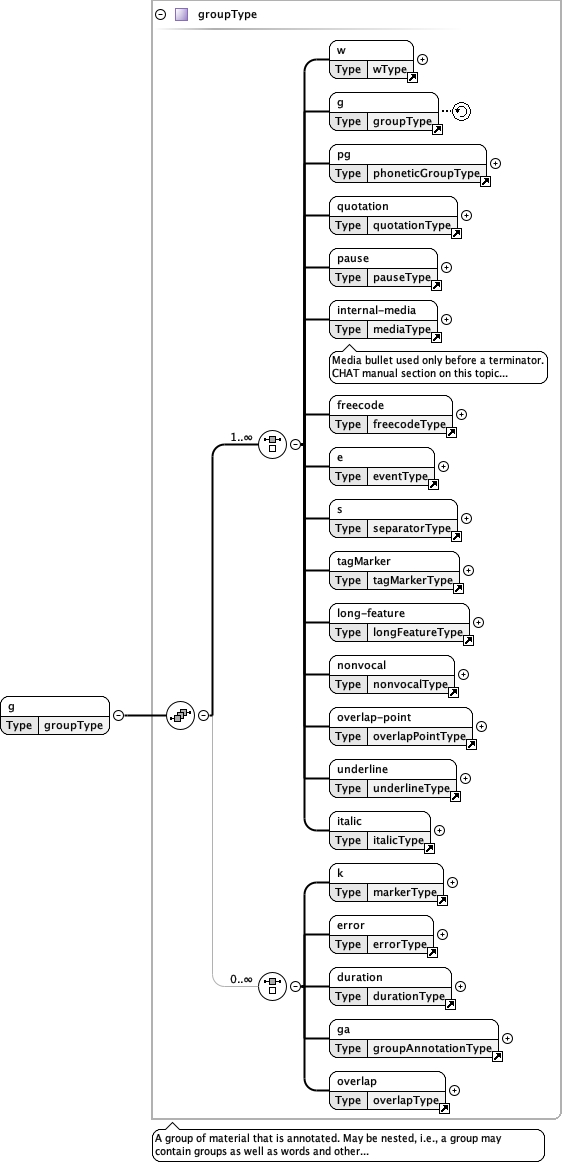 groupType
w
Type wType
g
Type groupType
pg
Type phoneticGroupType
quotation
Type quotationType
pause
Type pauseType
internal-media
Type mediaType
Media bullet used only before a terminator.
CHAT manual section on this topic...
freecode
Type freecodeType
1..∞
e
Type eventType
s
Type separatorType
tagMarker
Type tagMarkerType
long-feature
Type longFeatureType
nonvocal
Type nonvocalType
g
Type groupType
overlap-point
Type overlapPointType
underline
Type underlineType
italic
Type italicType
k
Type markerType
error
Type errorType
0..∞
duration
Type durationType
ga
Type groupAnnotationType
overlap
Type overlapType
A group of material that is annotated. May be nested, i.e., a group may
contain groups as well as words and other...